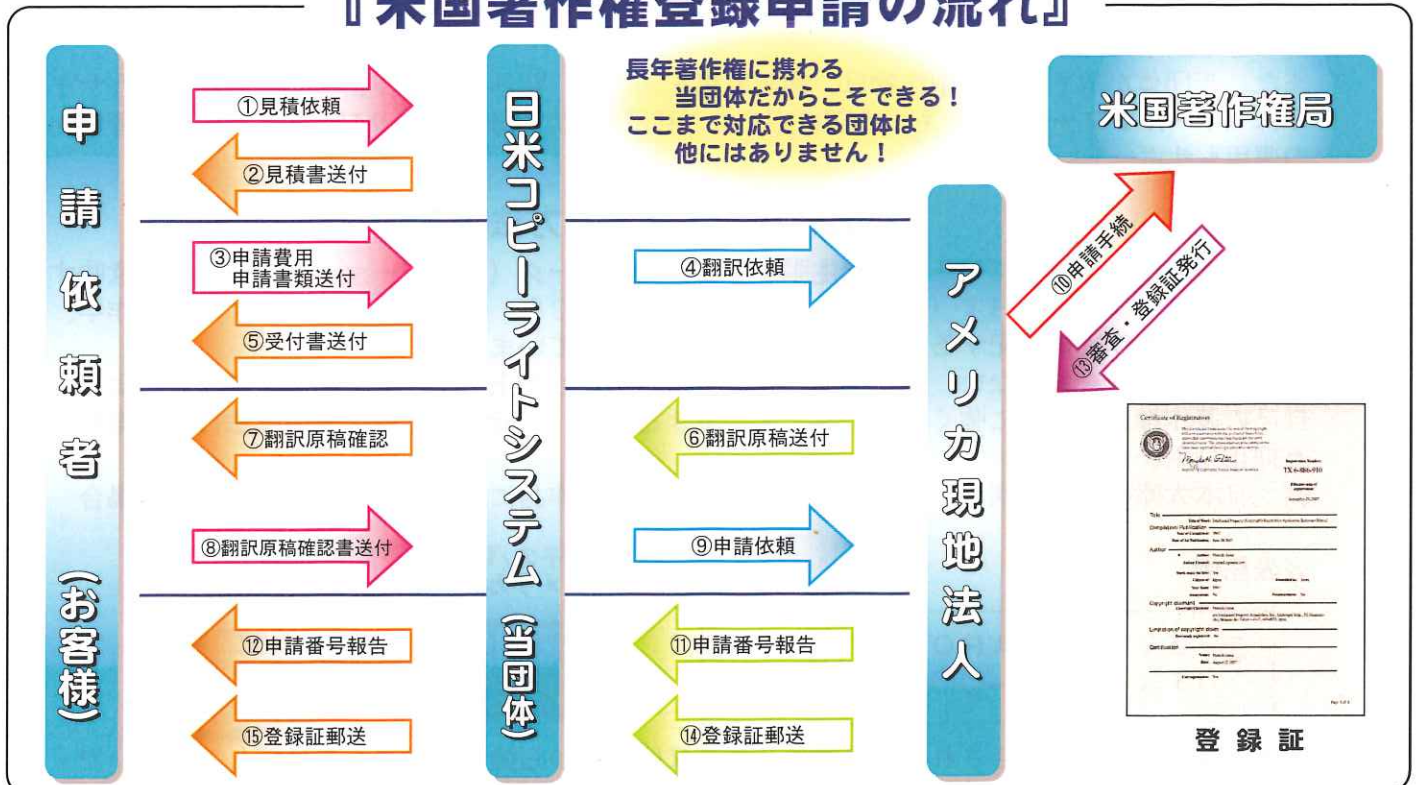 『米国著作権登録申請の流れ』
申請依頼者（お客様）
日米コピーライトシステム（当団体）
アメリカ現地法人
米国著作権局
長年著作権に携わる
当団体だからこそできる！
ここまで対応できる団体は
他にはありません！
①見積依頼
②見積書送付
③申請費用
申請書類送付
④翻訳依頼
⑤受付書送付
⑥翻訳原稿送付
⑦翻訳原稿確認
⑧翻訳原稿確認書送付
⑨申請依頼
⑩申請手続
⑪申請番号報告
⑫申請番号報告
⑬審査・登録証発行
⑭登録証郵送
⑮登録証郵送
Certificate of Registration
Title
Author
Copyright claimant
Limitation of copyright claim
Certification
登録証